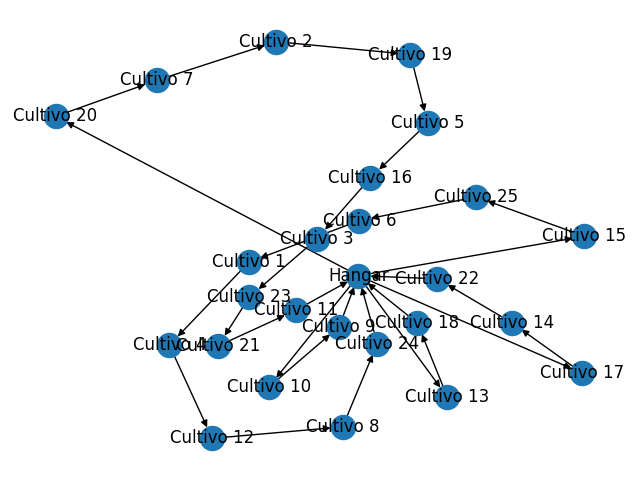 Cultivo 2
Cultivo 19
Cultivo 7
Cultivo 20
Cultivo 5
Cultivo 16
Cultivo 25
Cultivo 6
Cultivo 3
Cultivo 15
Cultivo 1
Hangar
Cultivo 22
Cultivo 23
Cultivo 11
Cultivo 9
Cultivo 18
Cultivo 14
Cultivo 4
Cultivo 21
Cultivo 24
Cultivo 17
Cultivo 10
Cultivo 13
Cultivo 8
Cultivo 12